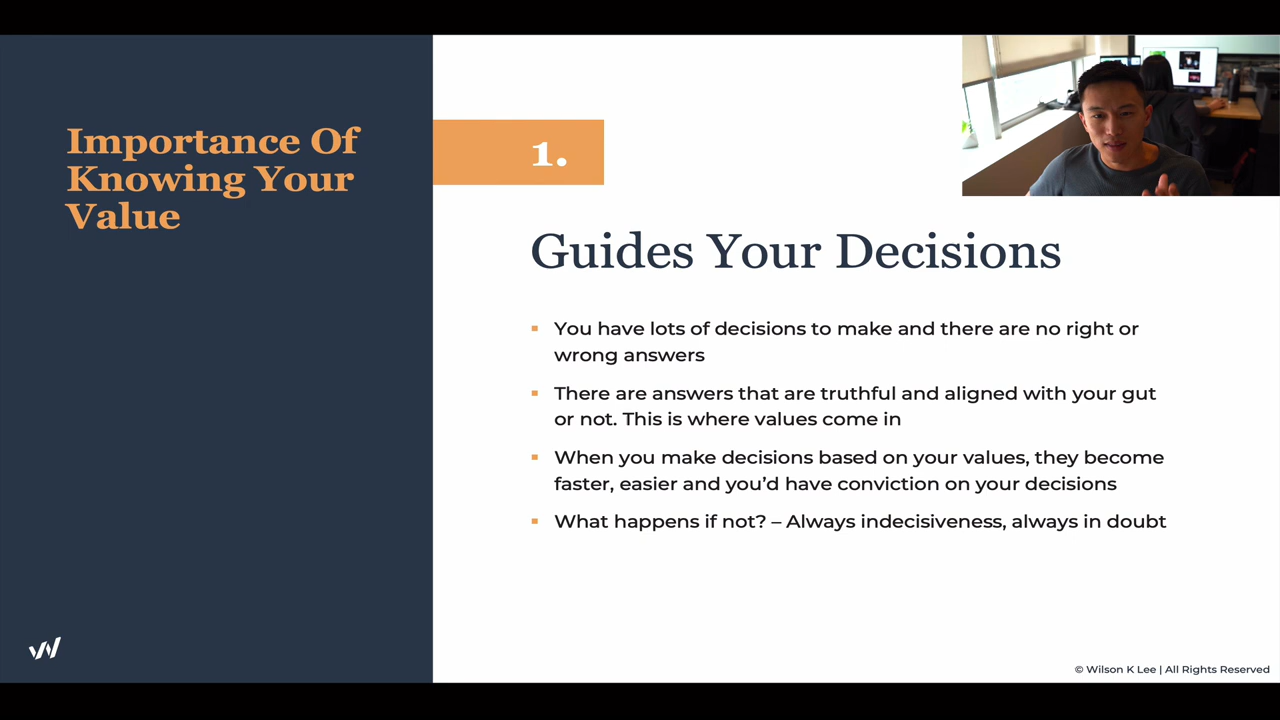 Importance Of
Knowing Your
Value
1.
Guides Your Decisions
You have lots of decisions to make and there are no right or
wrong answers
There are answers that are truthful and aligned with your gut
or not. This is where values come in
When you make decisions based on your values, they become
faster, easier and you’d have conviction on your decisions
What happens if not? – Always indecisiveness, always in doubt
© Wilson K Lee | All Rights Reserved